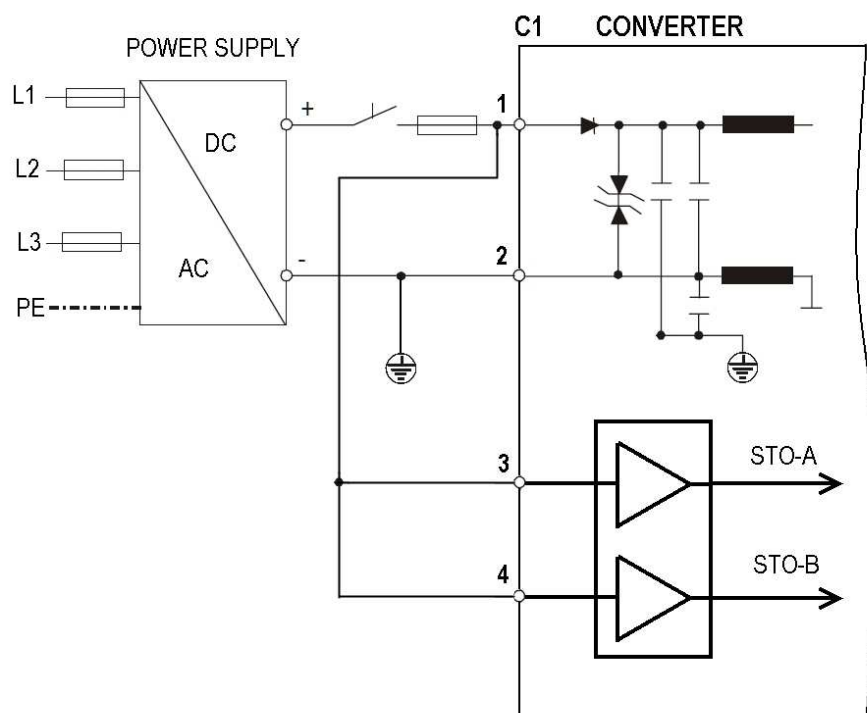 C1 CONVERTER
POWER SUPPLY
L1
+
1
DC
L2
L3
AC
-
2
PE
3
STO-A
4
STO-B